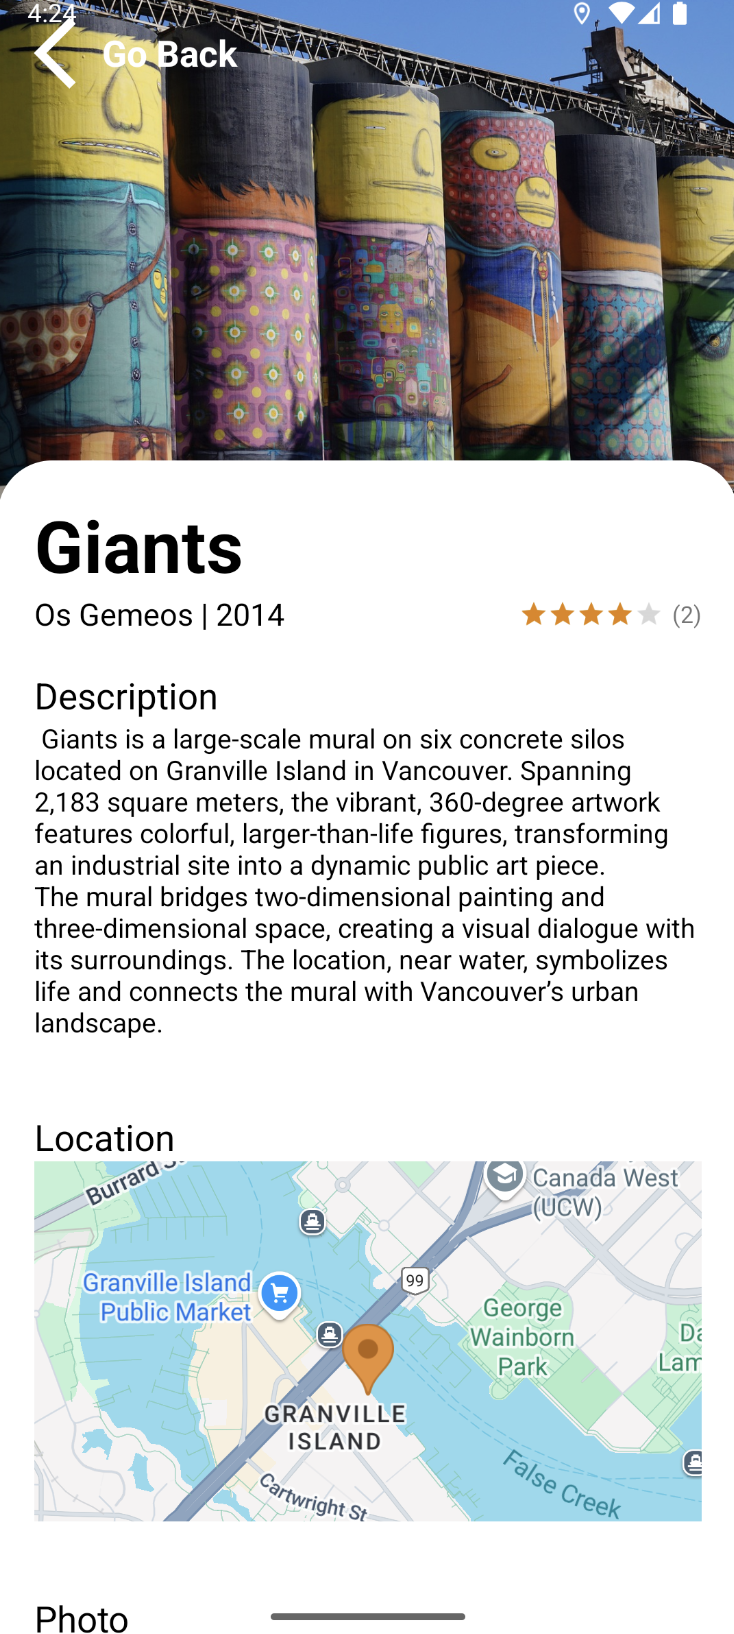 4:24
Go Back
Giants
Os Gemeos | 2014
(2)
Description
Giants is a large-scale mural on six concrete silos
located on Granville Island in Vancouver. Spanning
2,183 square meters, the vibrant, 360-degree artwork
features colorful, larger-than-life figures, transforming
an industrial site into a dynamic public art piece.
The mural bridges two-dimensional painting and
three-dimensional space, creating a visual dialogue with
its surroundings. The location, near water, symbolizes
life and connects the mural with Vancouver’s urban
landscape.
Location
Burrard
Canada West
(UCW)
99
Granville Island
Public Market
George
Wainborn
Park
Da
Lam
GRANVILLE
ISLAND
False Creek
Cartwright St
Photo